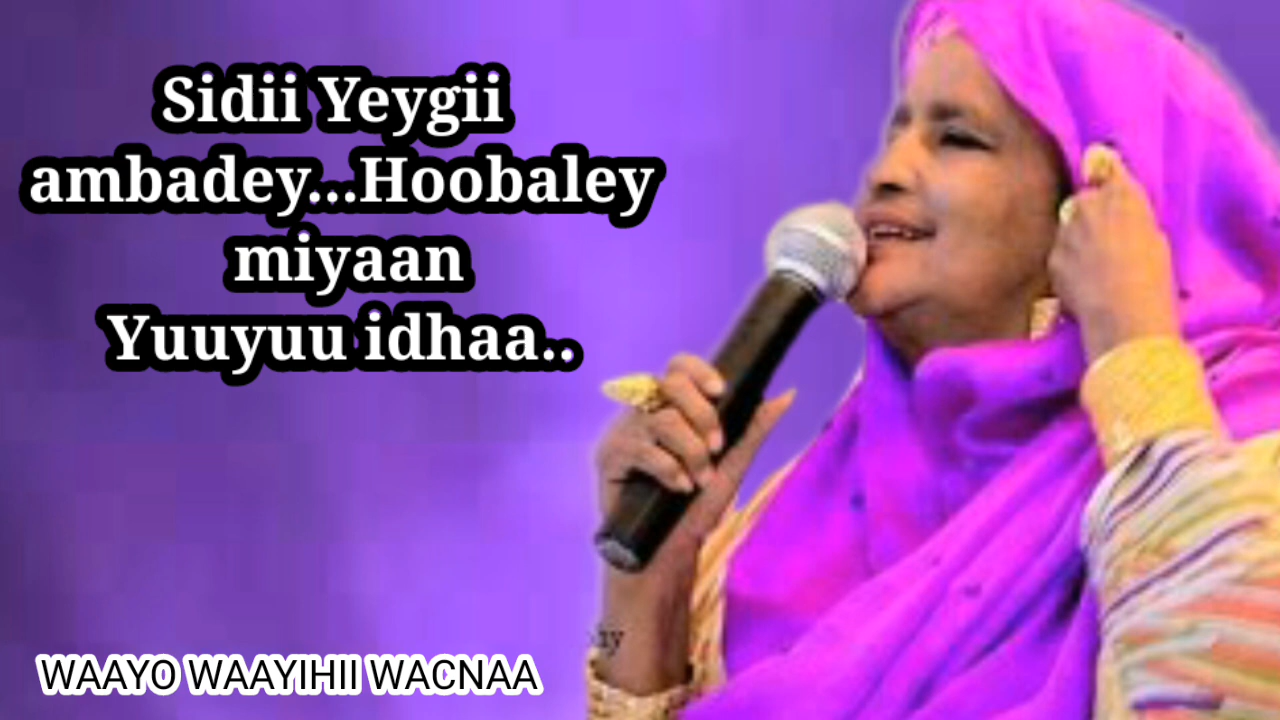 Sidii Yeygii
ambadey...Hoobaley
miyaan
Yuuyuu idhaa..
WAAYO WAAYIHII WACNAA